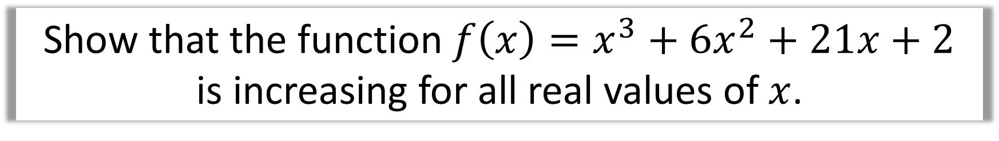 Show that the function f(x) = x³ + 6x² + 21x + 2
is increasing for all real values of x.